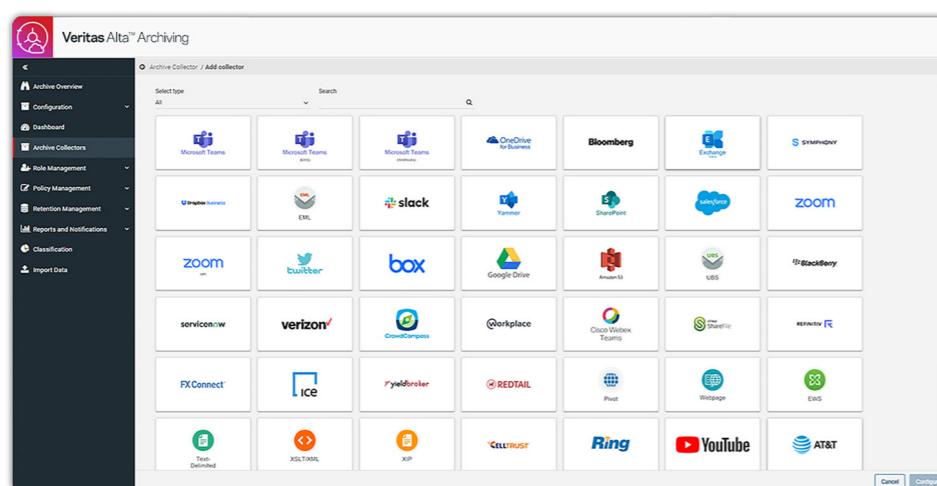 Veritas Alta™ Archiving
«
Archive Collector / Add collector
Archive Overview
Configuration
Dashboard
Archive Collectors
Role Management
Policy Management
Retention Management
Reports and Notifications
Classification
Import Data
Select type
All
Search
Microsoft Teams
Microsoft Teams
Microsoft Teams
OneDrive
for Business
Bloomberg
Exchange
SYMPHONY
Dropbox Business
EML
EML
slack
Yammer
SharePoint
salesforce
zoom
zoom
twitter
box
Google Drive
Amazon S3
UBS
UBS
BlackBerry
servicenow
verizon
CrowdCompass
Workplace
Cisco Webex
Teams
ShareFile
REFINITIV
FXConnect
ice
yieldbroker
REDTAIL
Pivot
Webpage
EWS
Text-
Delimited
XSLT/XML
XIP
CELLTRUST
Ring
YouTube
AT&T
Cancel